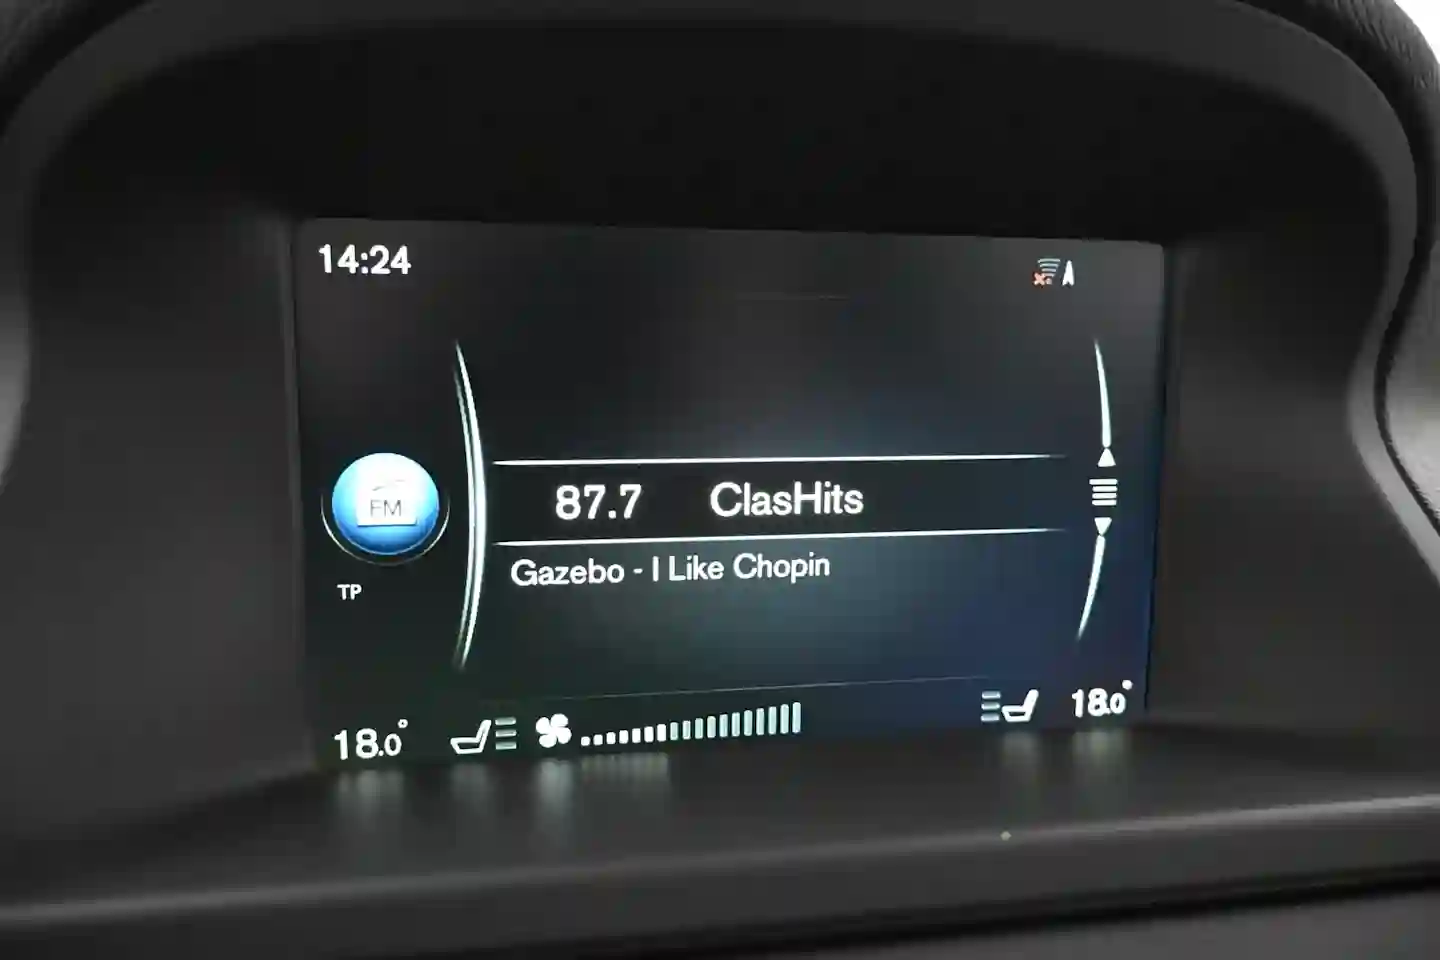 14:24
87.7 ClasHits
FM
Gazebo - I Like Chopin
TP
18.0° 18.0°